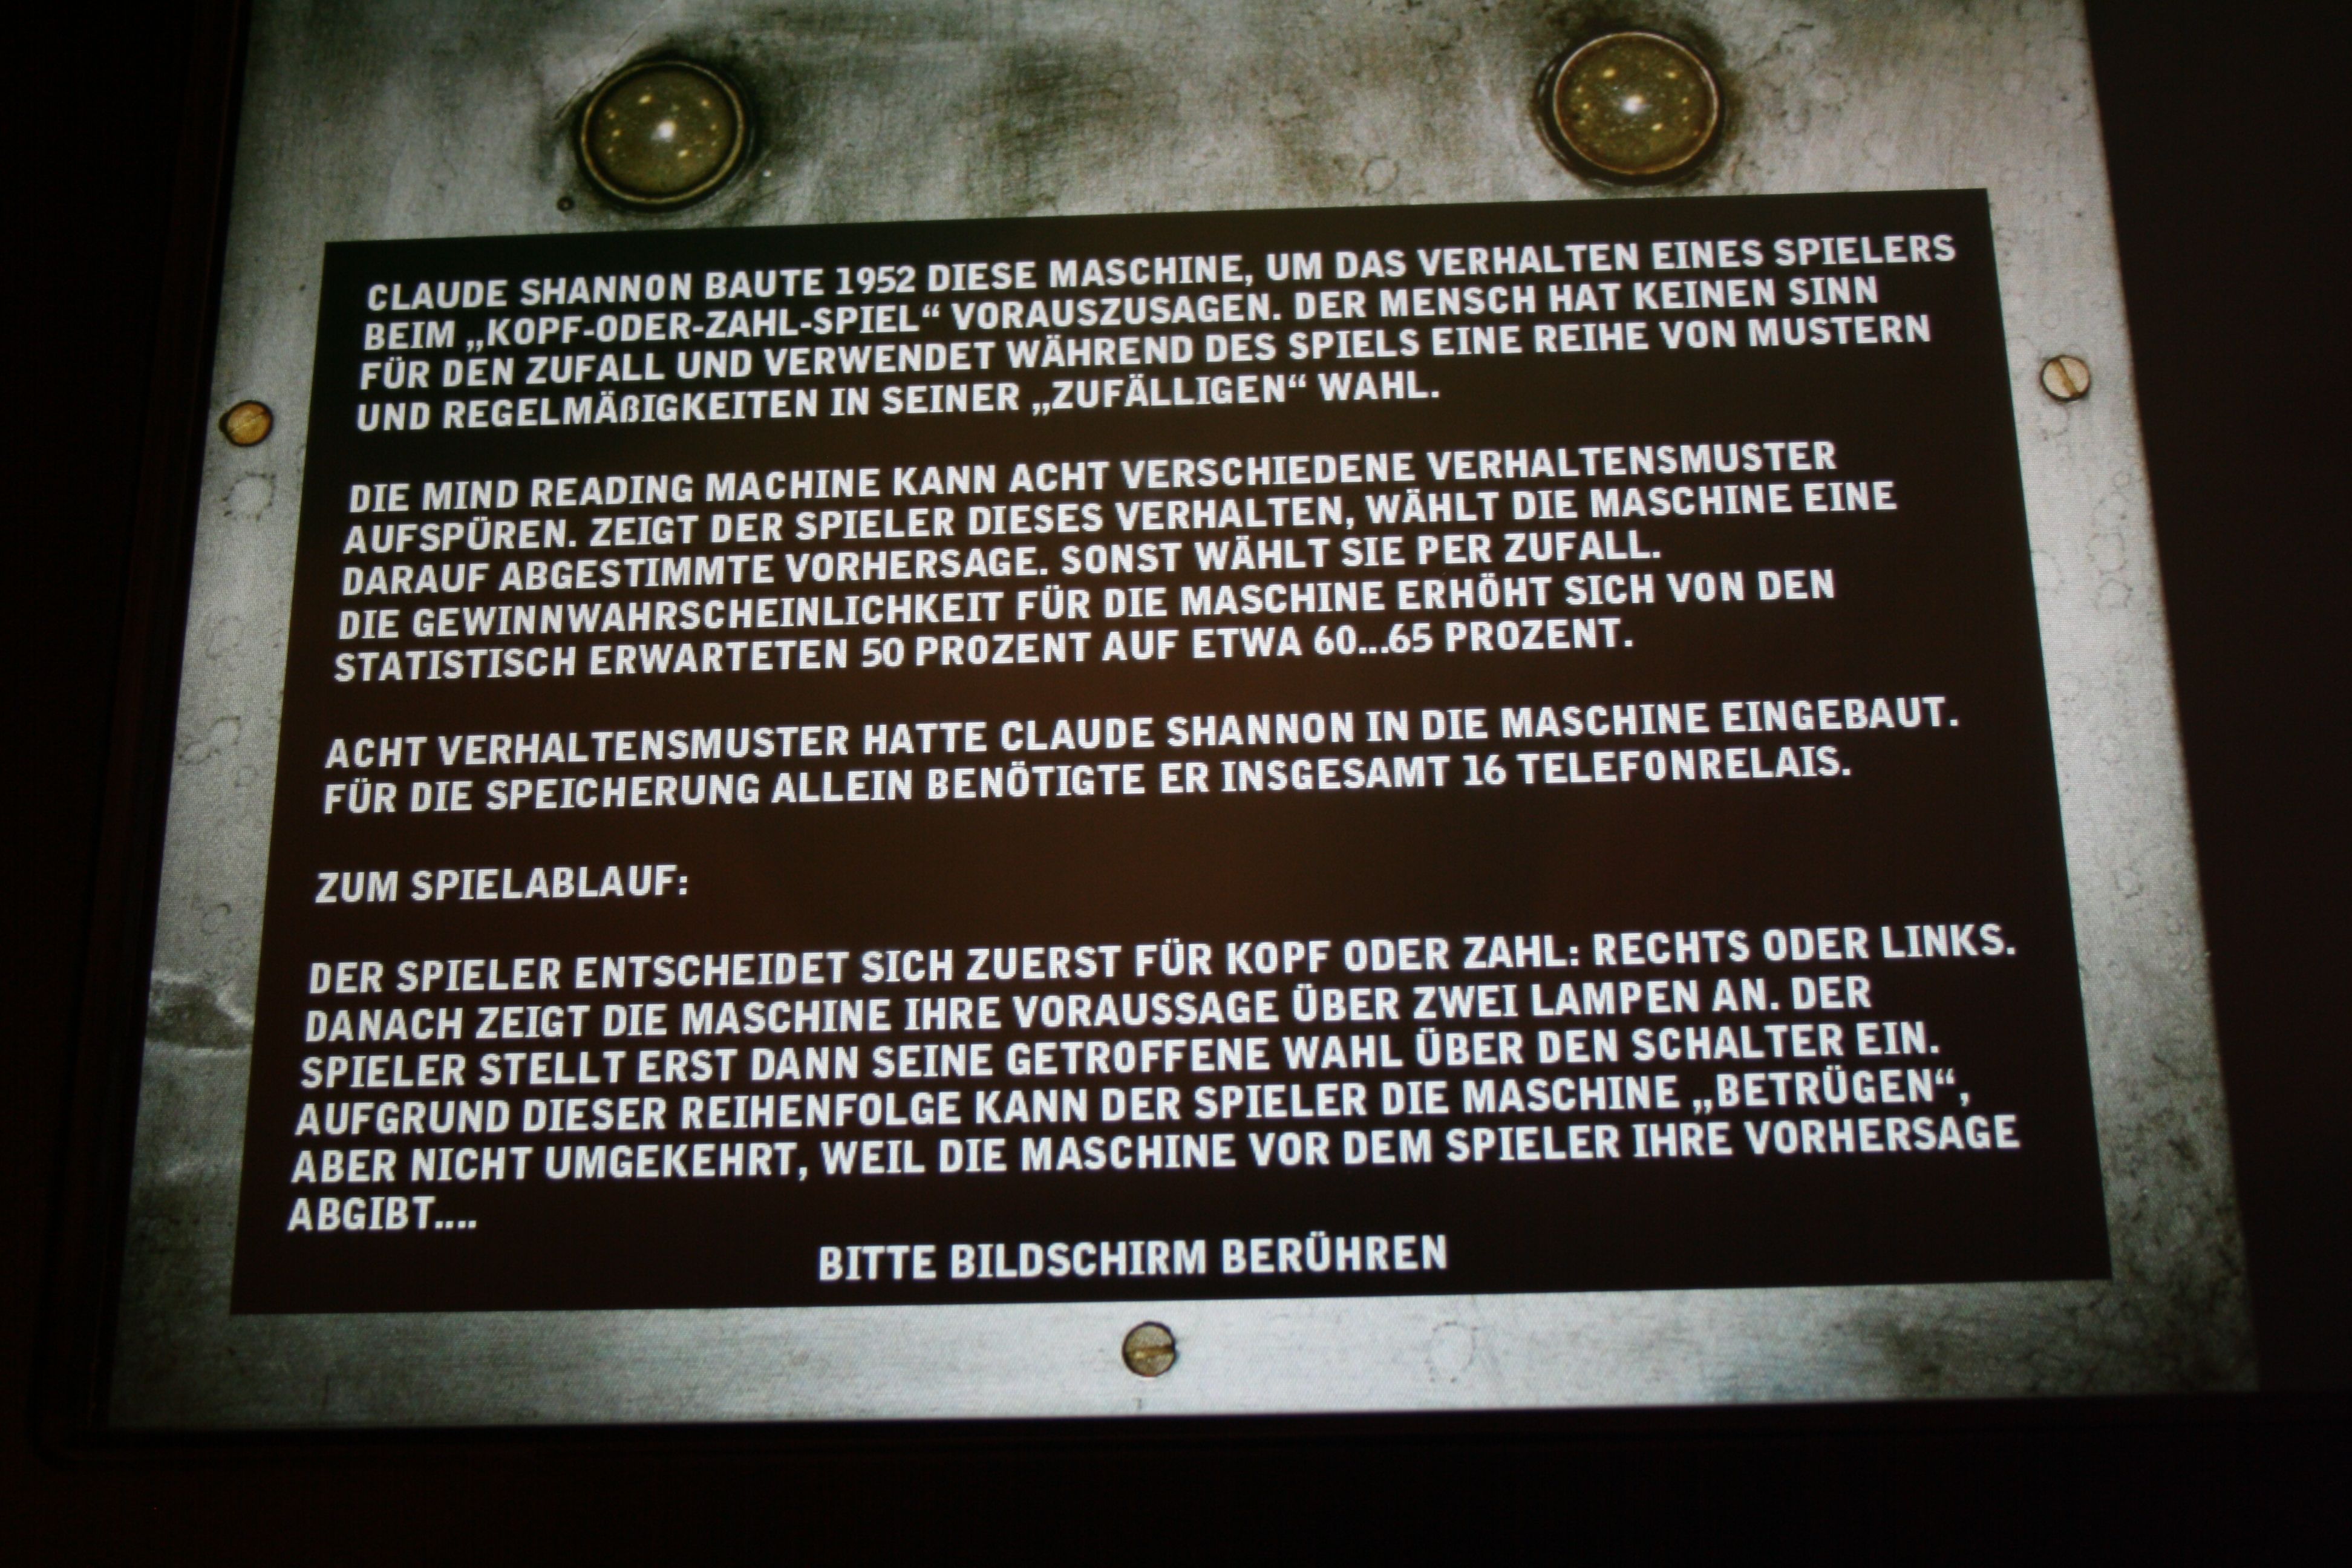 CLAUDE SHANNON BAUTE 1952 DIESE MASCHINE, UM DAS VERHALTEN EINES SPIELERS
BEIM „KOPF-ODER-ZAHL-SPIEL“ VORAUSZUSAGEN. DER MENSCH HAT KEINEN SINN
FÜR DEN ZUFALL UND VERWENDET WÄHREND DES SPIELS EINE REIHE VON MUSTERN
UND REGELMÄßIGKEITEN IN SEINER „ZUFÄLLIGEN“ WAHL.
DIE MIND READING MACHINE KANN ACHT VERSCHIEDENE VERHALTENSMUSTER
AUFSPÜREN. ZEIGT DER SPIELER DIESES VERHALTEN, WÄHLT DIE MASCHINE EINE
DARAUF ABGESTIMMTE VORHERSAGE. SONST WÄHLT SIE PER ZUFALL.
DIE GEWINNWAHRSCHEINLICHKEIT FÜR DIE MASCHINE ERHÖHT SICH VON DEN
STATISTISCH ERWARTETEN 50 PROZENT AUF ETWA 60...65 PROZENT.
ACHT VERHALTENSMUSTER HATTE CLAUDE SHANNON IN DIE MASCHINE EINGEBAUT.
FÜR DIE SPEICHERUNG ALLEIN BENÖTIGTE ER INSGESAMT 16 TELEFONRELAIS.
ZUM SPIELABLAUF:
DER SPIELER ENTSCHEIDET SICH ZUERST FÜR KOPF ODER ZAHL: RECHTS ODER LINKS.
DANACH ZEIGT DIE MASCHINE IHRE VORAUSSAGE ÜBER ZWEI LAMPEN AN. DER
SPIELER STELLT ERST DANN SEINE GETROFFENE WAHL ÜBER DEN SCHALTER EIN.
AUFGRUND DIESER REIHENFOLGE KANN DER SPIELER DIE MASCHINE „BETRÜGEN“,
ABER NICHT UMGEKEHRT, WEIL DIE MASCHINE VOR DEM SPIELER IHRE VORHERSAGE
ABGIBT....
BITTE BILDSCHIRM BERÜHREN